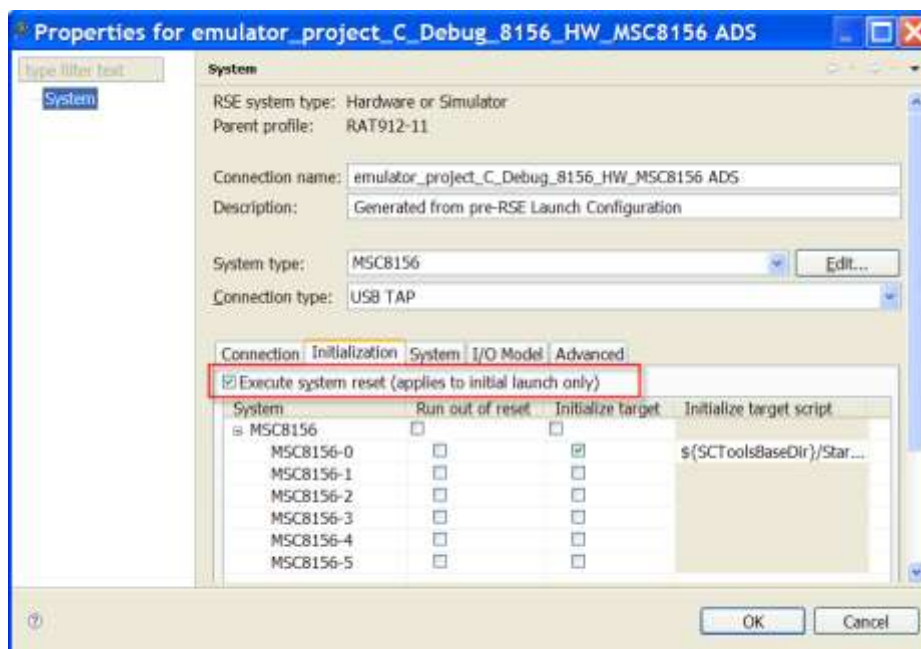 Properties for emulator_project_C_Debug_8156_HW_MSC8156 ADS
type filter text
System
System
RSE system type: Hardware or Simulator
Parent profile: RAT912-11
Connection name: emulator_project_C_Debug_8156_HW_MSC8156 ADS
Description: Generated from pre-RSE Launch Configuration
System type: MSC8156 Edit...
Connection type: USB TAP
Connection Initialization System I/O Model Advanced
Execute system reset (applies to initial launch only)
System Run out of reset Initialize target Initialize target script
MSC8156
MSC8156-0 ${SCToolsBaseDir}/Star...
MSC8156-1
MSC8156-2
MSC8156-3
MSC8156-4
MSC8156-5
OK Cancel